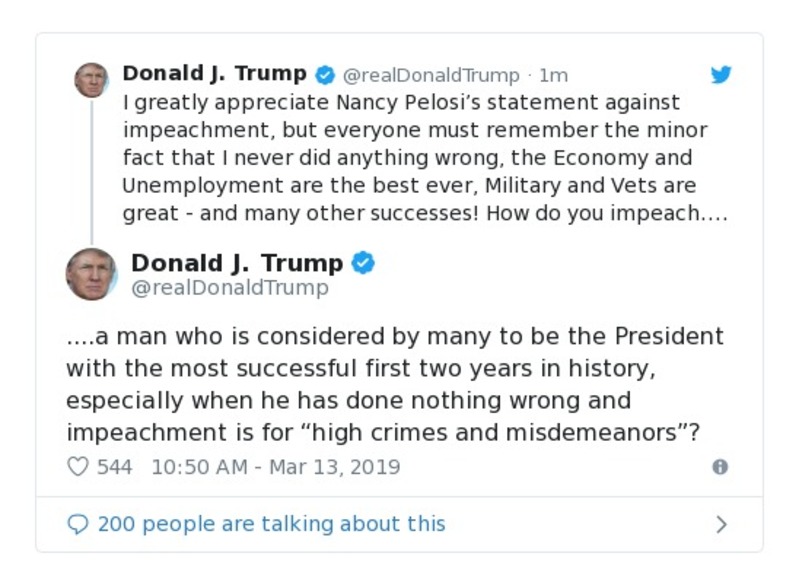 Donald J. Trump @realDonaldTrump · 1m
I greatly appreciate Nancy Pelosi’s statement against
impeachment, but everyone must remember the minor
fact that I never did anything wrong, the Economy and
Unemployment are the best ever, Military and Vets are
great - and many other successes! How do you impeach....
Donald J. Trump
@realDonaldTrump
....a man who is considered by many to be the President
with the most successful first two years in history,
especially when he has done nothing wrong and
impeachment is for “high crimes and misdemeanors”?
544 10:50 AM - Mar 13, 2019
200 people are talking about this